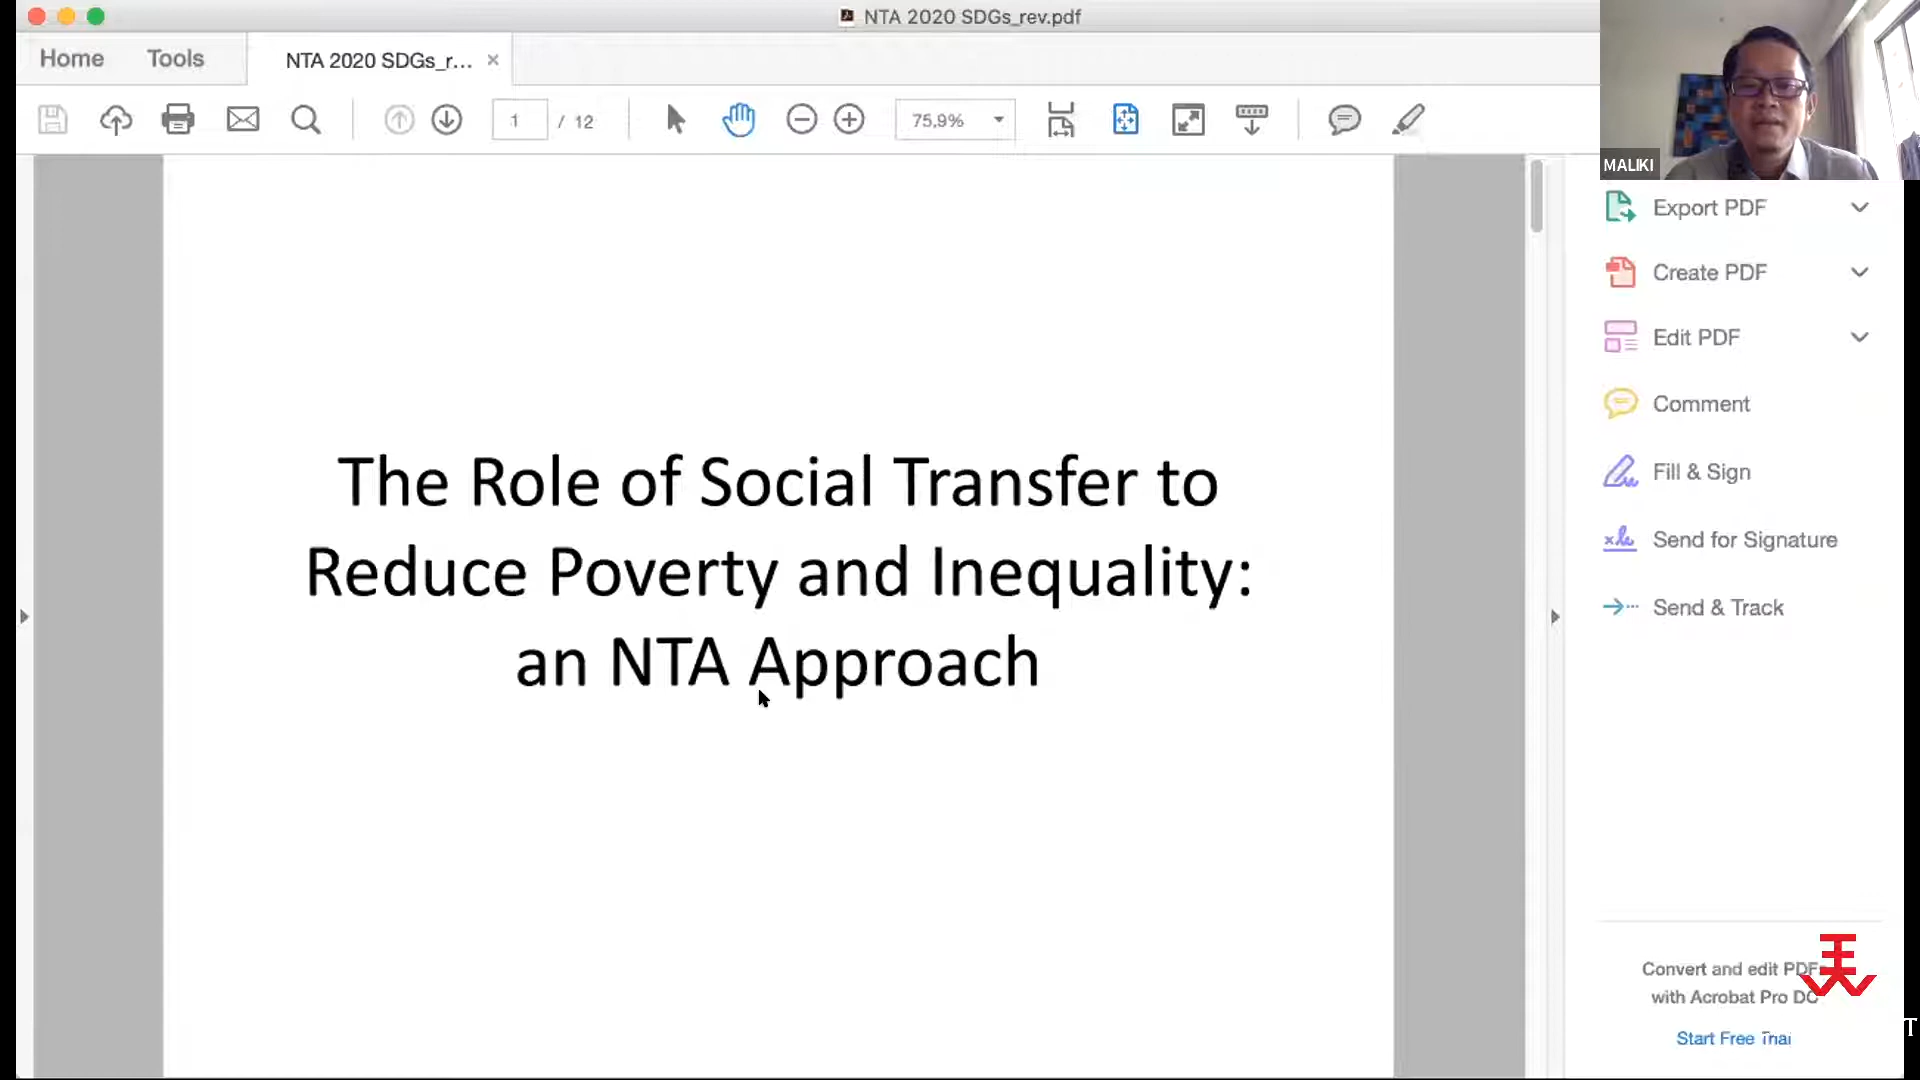 NTA 2020 SDGs_rev.pdf
Home
Tools
NTA 2020 SDGs_r...
1 / 12
75,9%
MALIKI
Export PDF
Create PDF
Edit PDF
Comment
Fill & Sign
Send for Signature
Send & Track
The Role of Social Transfer to
Reduce Poverty and Inequality:
an NTA Approach
Convert and edit
with Acrobat Pro DC
Start Free
T